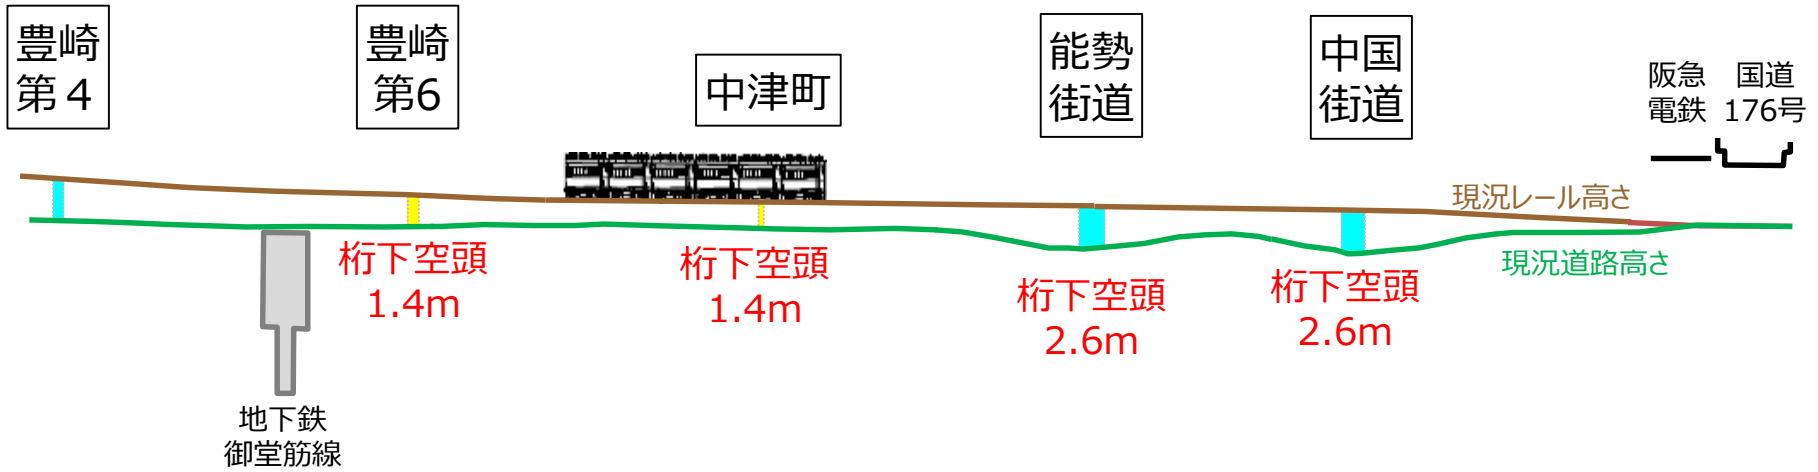 豊崎
第４
豊崎
第6
中津町
能勢
街道
中国
街道
阪急
電鉄
国道
176号
現況レール高さ
現況道路高さ
桁下空頭
1.4m
桁下空頭
1.4m
桁下空頭
2.6m
桁下空頭
2.6m
地下鉄
御堂筋線